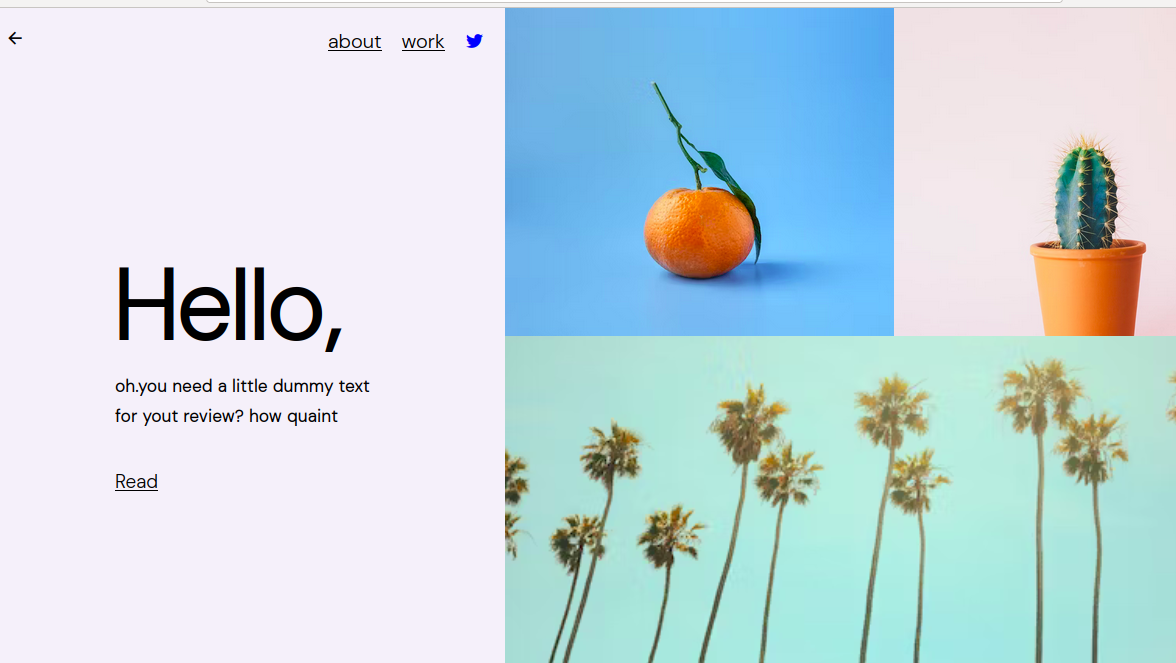 about work
Hello,
oh.you need a little dummy text
for yout review? how quaint
Read